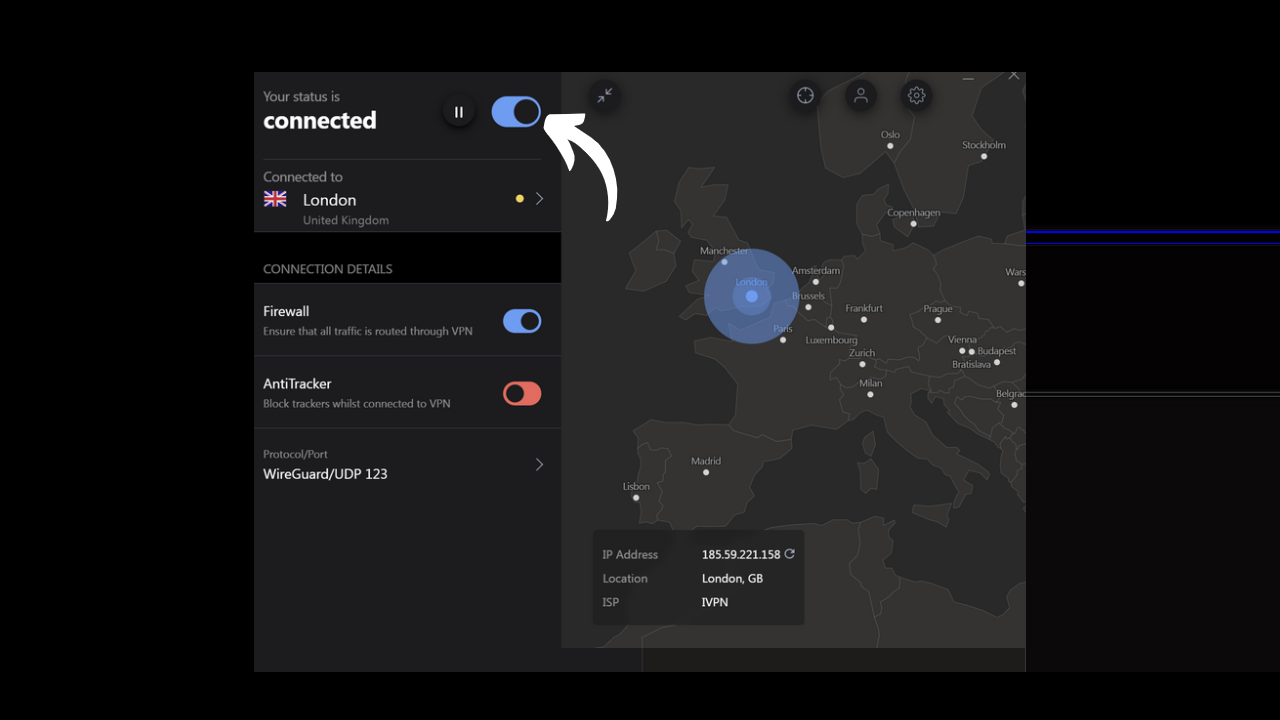 Your status is
connected
Connected to
London
United Kingdom
CONNECTION DETAILS
Firewall
Ensure that all traffic is routed through VPN
AntiTracker
Block trackers whilst connected to VPN
Protocol/Port
WireGuard/UDP 123
Oslo
Stockholm
Copenhagen
Manchester
Amsterdam
Wars
London
Brussels
Frankfurt
Prague
Paris
Luxembourg
Vienna
Zurich
Budapest
Bratislava
Milan
Belgrad
Madrid
Lisbon
IP Address 185.59.221.158
Location London, GB
ISP IVPN